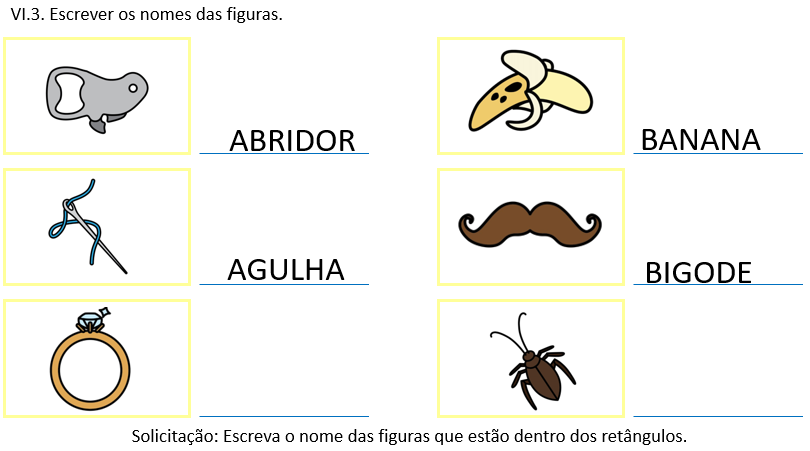 VI.3. Escrever os nomes das figuras.
ABRIDOR
BANANA
AGULHA
BIGODE
Solicitação: Escreva o nome das figuras que estão dentro dos retângulos.